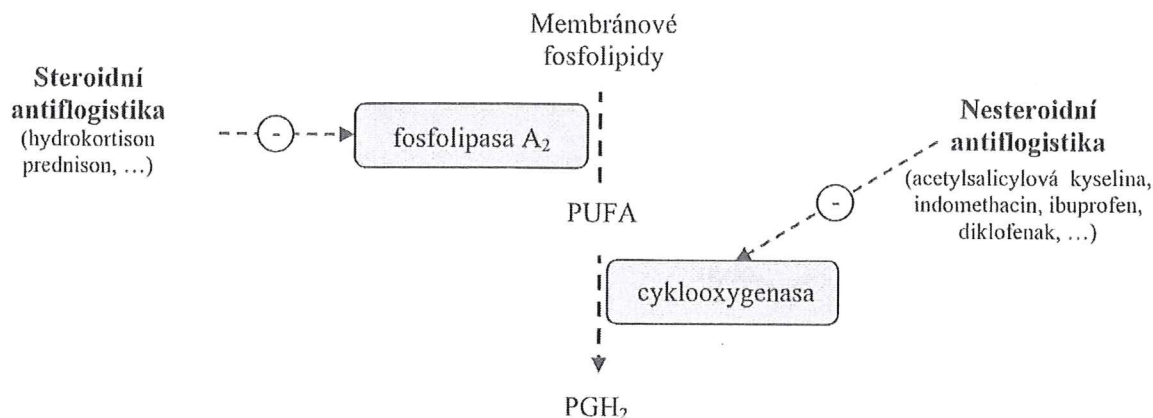 Membránové
fosfolipidy
Steroidní
antiflogistika
(hydrokortison
prednison, …)
-
fosfolipasa A₂
Nesteroidní
antiflogistika
(acetylsalicylová kyselina,
indomethacin, ibuprofen,
diklofenak, …)
-
PUFA
cyklooxygenasa
PGH₂